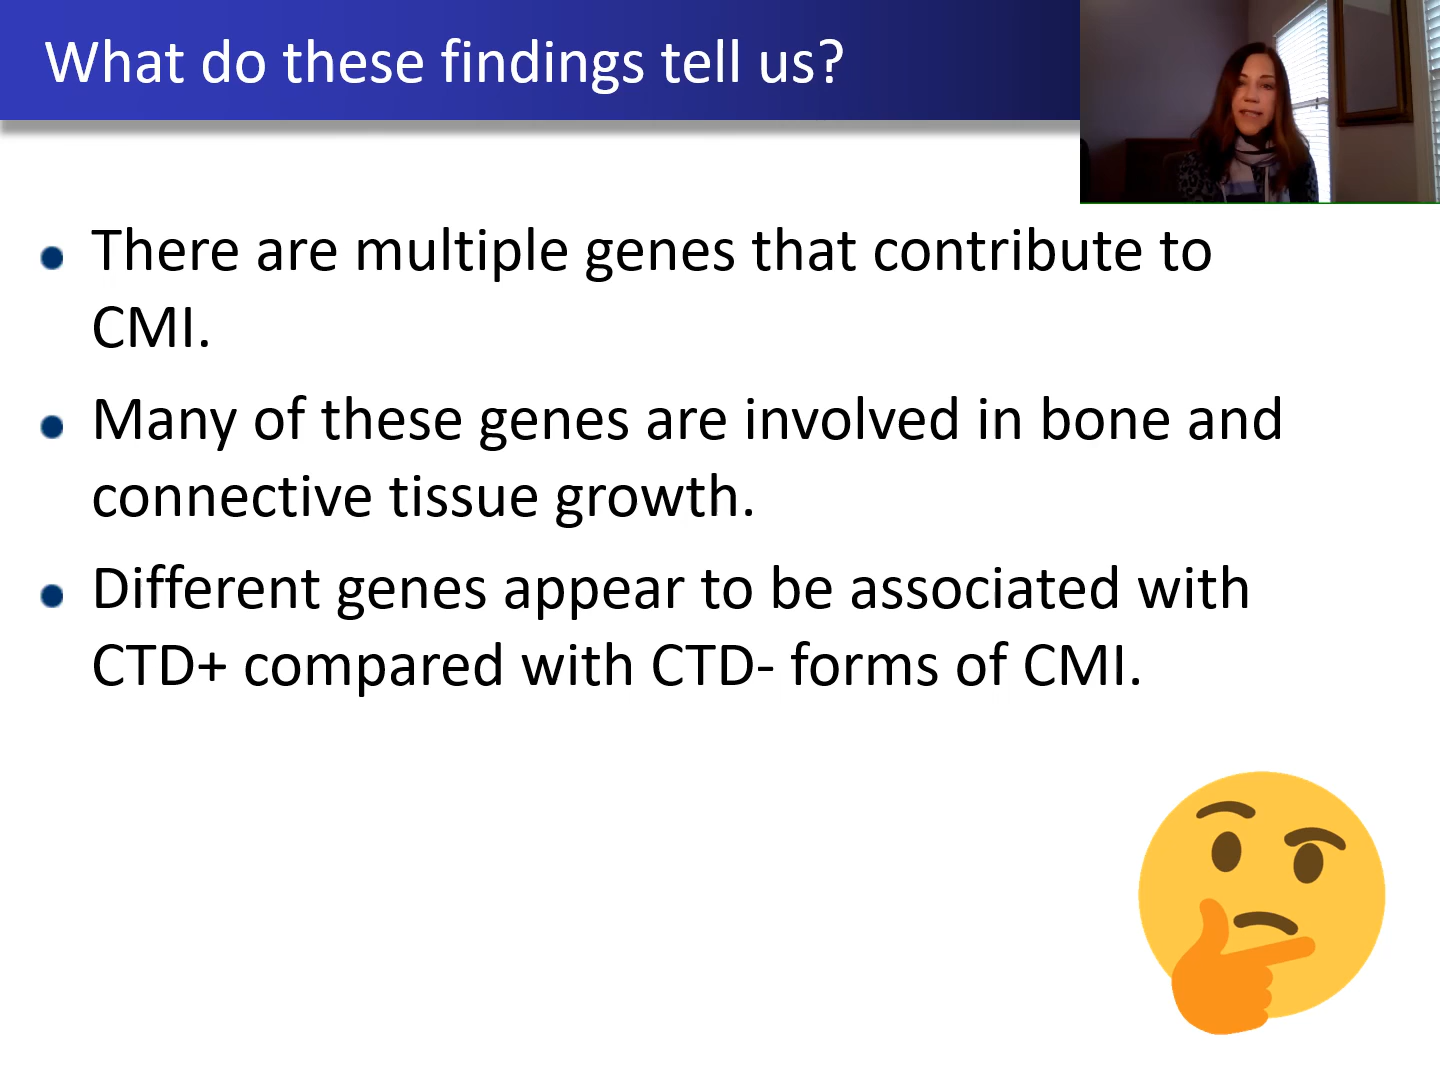 What do these findings tell us?
There are multiple genes that contribute to
CMI.
Many of these genes are involved in bone and
connective tissue growth.
Different genes appear to be associated with
CTD+ compared with CTD- forms of CMI.